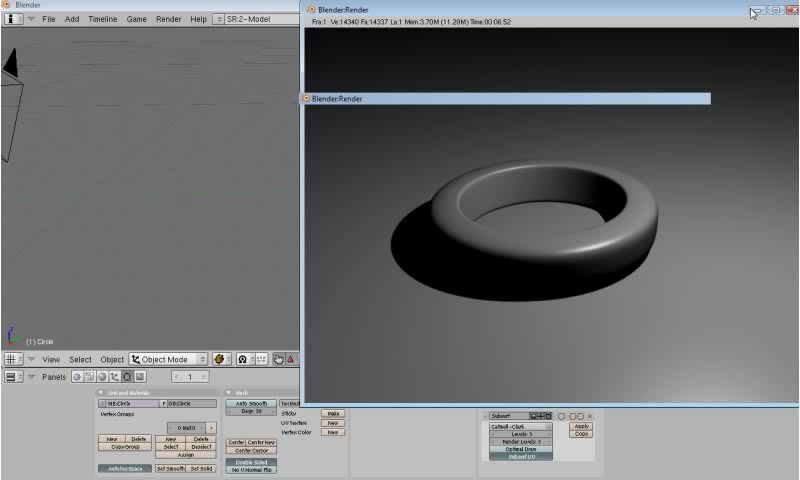 Blender
File Add Timeline Game Render Help SR:2-Model
Blender:Render
Fra:1 Ve:14340 Fa:14337 La:1 Mem:3.70M (11.29M) Time:00:06.52
Blender:Render
(1) Circle
View Select Object Object Mode
Panels 1
Link and Materials
ME:Circle F OB:Circle
Vertex Groups
0 Mat 0 ?
New Delete New Delete
Copy Group Select Deselect
Assign
AutoTexSpace Set Smooth Set Solid
Mesh
Auto Smooth
Degr: 30
Sticky Make
UV Texture New
Vertex Color New
Center Center New
Center Cursor
Double Sided
No V.Normal Flip
Subsurf
Catmull-Clark Apply
Copy
Optimal Draw
Subsurf UV